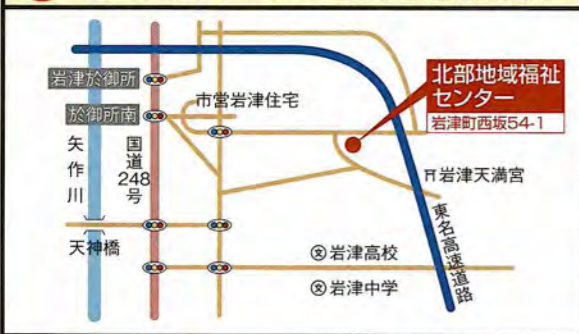 岩津於御所
於御所南
市営岩津住宅
北部地域福祉
センター
岩津町西坂54-1
矢作川
国道
248
号
岩津天満宮
東名高速道路
天神橋
文岩津高校
文岩津中学